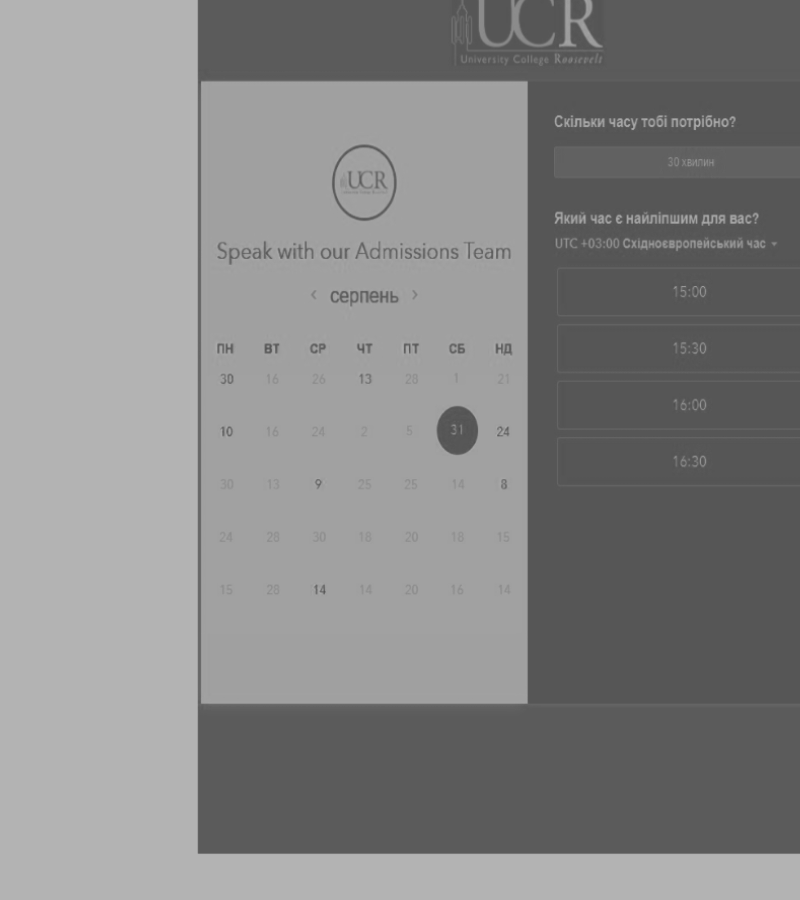 UCR
University College Roosevelt
UCR
Speak with our Admissions Team
‹ серпень ›
ПН ВТ СР ЧТ ПТ СБ НД
30 16 26 13 28 1 21
10 16 24 2 5 31 24
30 13 9 25 25 14 8
24 28 30 18 20 18 15
15 28 14 14 20 16 14
Скільки часу тобі потрібно?
30 хвилин
Який час є найліпшим для вас?
UTC +03:00 Східноєвропейський час
15:00
15:30
16:00
16:30